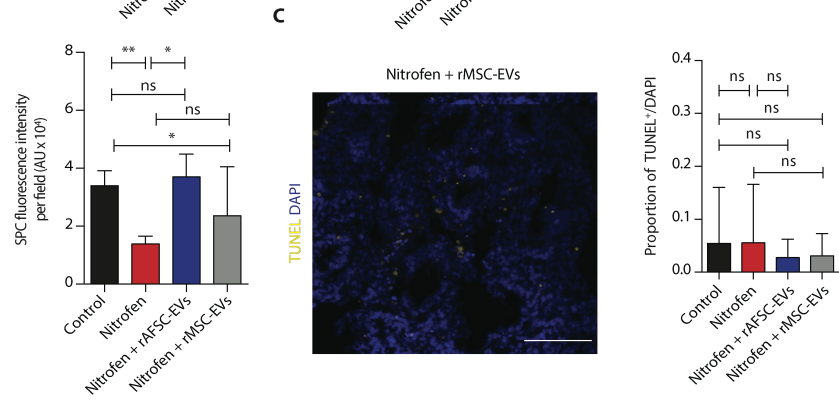 Nitrofen
C
Nitrofen
8
6
4
2
0
SPC fluorescence intensity
per field (AU x 10⁴)
** *
ns
ns
*
Control
Nitrofen
Nitrofen + rAFSC-EVs
Nitrofen + rMSC-EVs
Nitrofen + rMSC-EVs
TUNEL DAPI
0.4
0.3
0.2
0.1
0.0
Proportion of TUNEL⁺/DAPI
ns ns
ns
ns
ns
Control
Nitrofen
Nitrofen + rAFSC-EVs
Nitrofen + rMSC-EVs